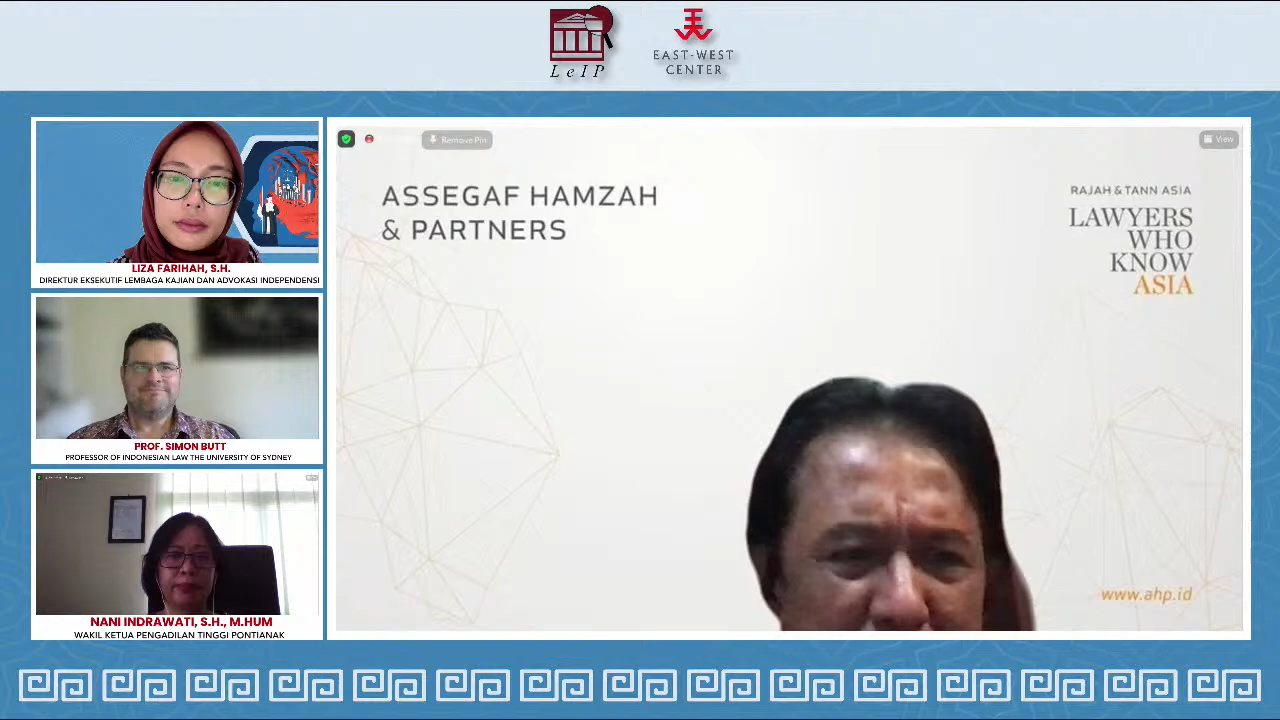 LeIP
EAST-WEST
CENTER
LIZA FARIHAH, S.H.
DIREKTUR EKSEKUTIF LEMBAGA KAJIAN DAN ADVOKASI INDEPENDENSI
PROF. SIMON BUTT
PROFESSOR OF INDONESIAN LAW THE UNIVERSITY OF SYDNEY
NANI INDRAWATI, S.H., M.HUM
WAKIL KETUA PENGADILAN TINGGI PONTIANAK
Remove Pin
View
ASSEGAF HAMZAH
& PARTNERS
RAJAH & TANN ASIA
LAWYERS
WHO
KNOW
ASIA
www.ahp.id